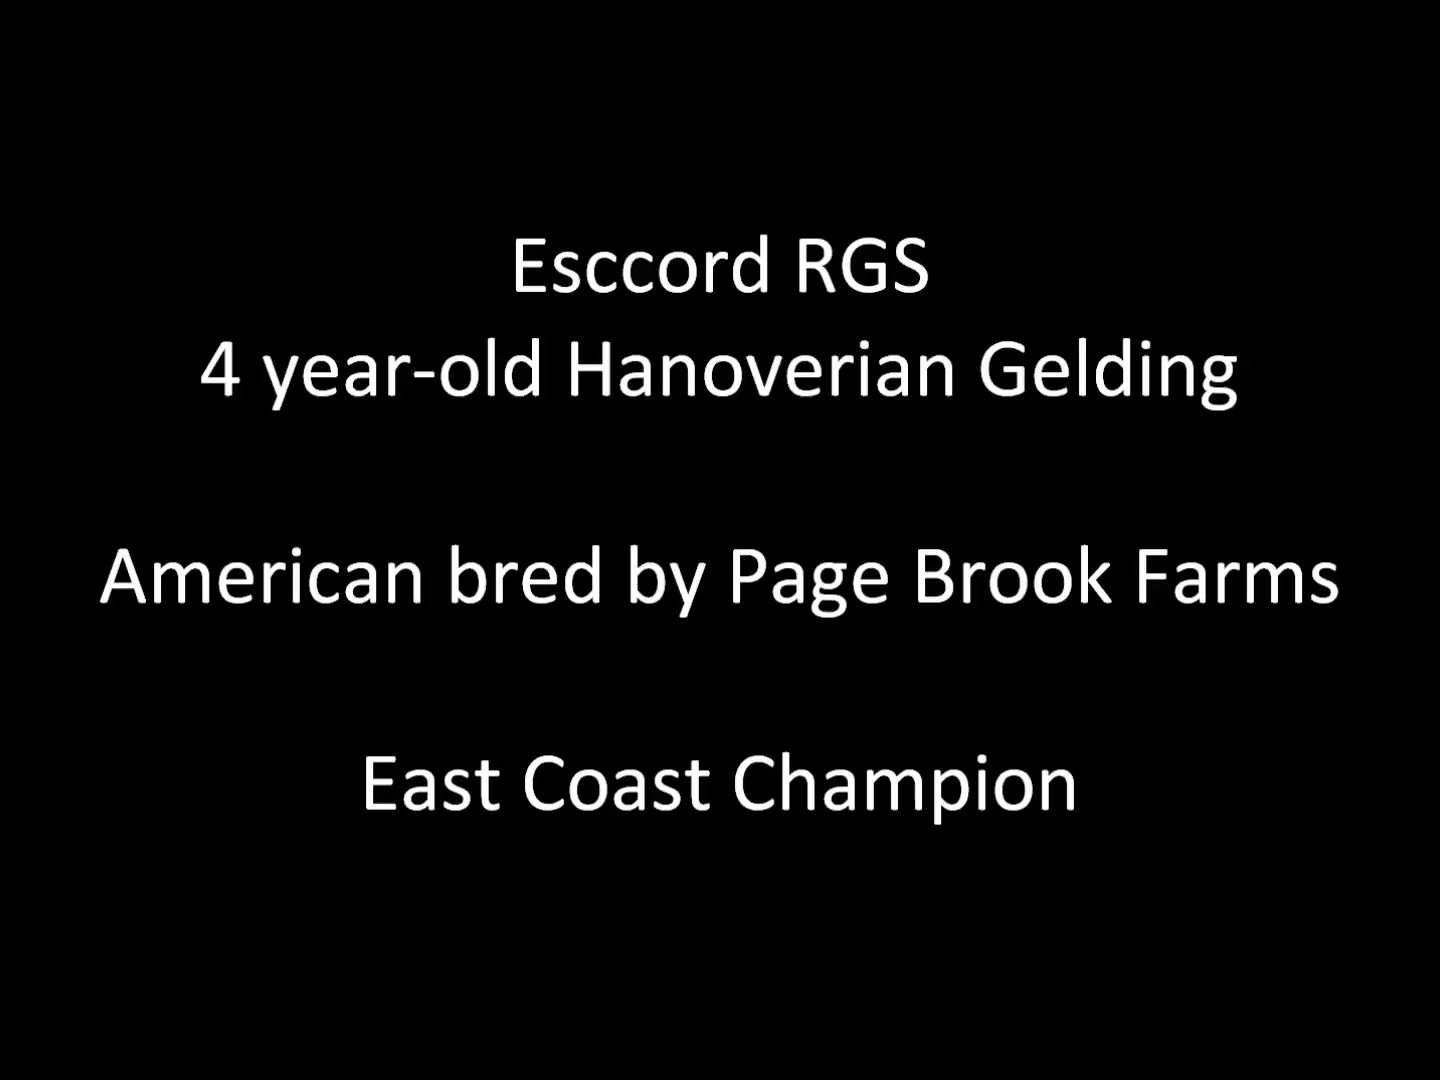 Esccord RGS
4 year-old Hanoverian Gelding
American bred by Page Brook Farms
East Coast Champion